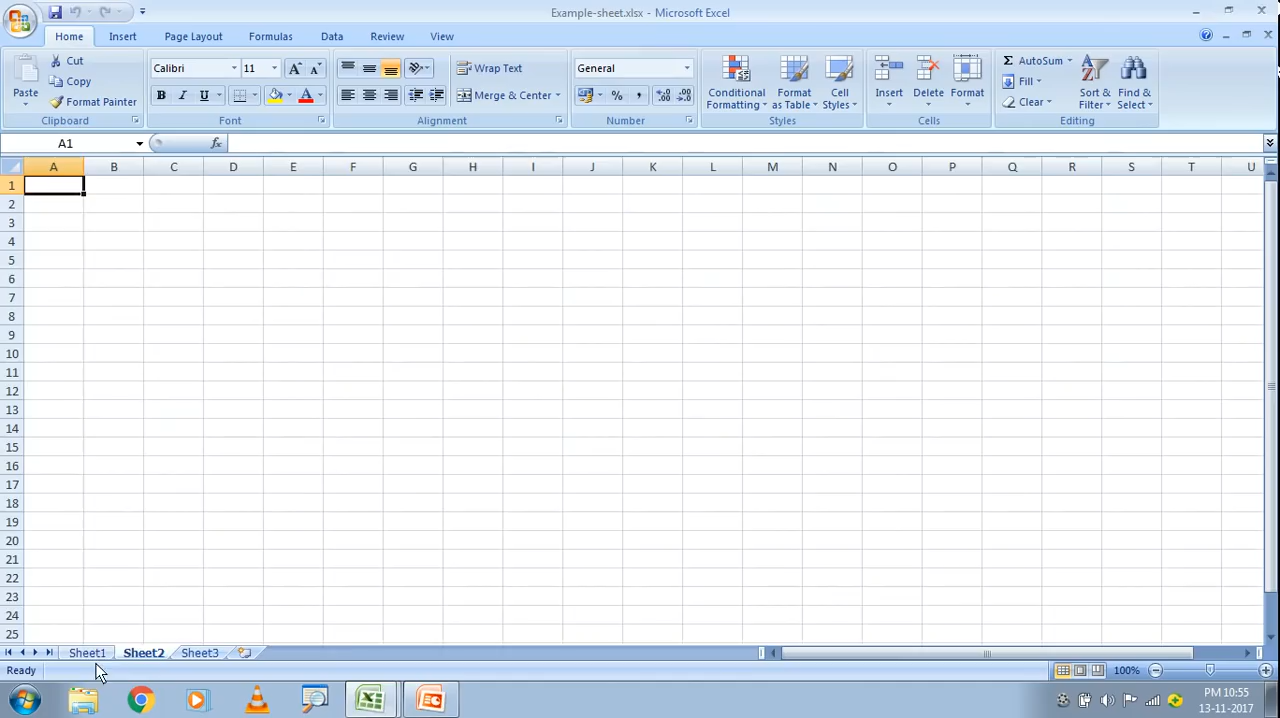 Example-sheet.xlsx - Microsoft Excel
Home Insert Page Layout Formulas Data Review View
Paste Cut Copy Format Painter
Calibri 11
B I U A
Wrap Text
Merge & Center
General
%
Conditional Formatting Format as Table Cell Styles
Insert Delete Format
Σ AutoSum Fill Clear
Sort & Filter Find & Select
Clipboard Font Alignment Number Styles Cells Editing
A1 fx
A B C D E F G H I J K L M N O P Q R S T U
1
2
3
4
5
6
7
8
9
10
11
12
13
14
15
16
17
18
19
20
21
22
23
24
25
Sheet1 Sheet2 Sheet3
Ready 100%
PM 10:55
13-11-2017